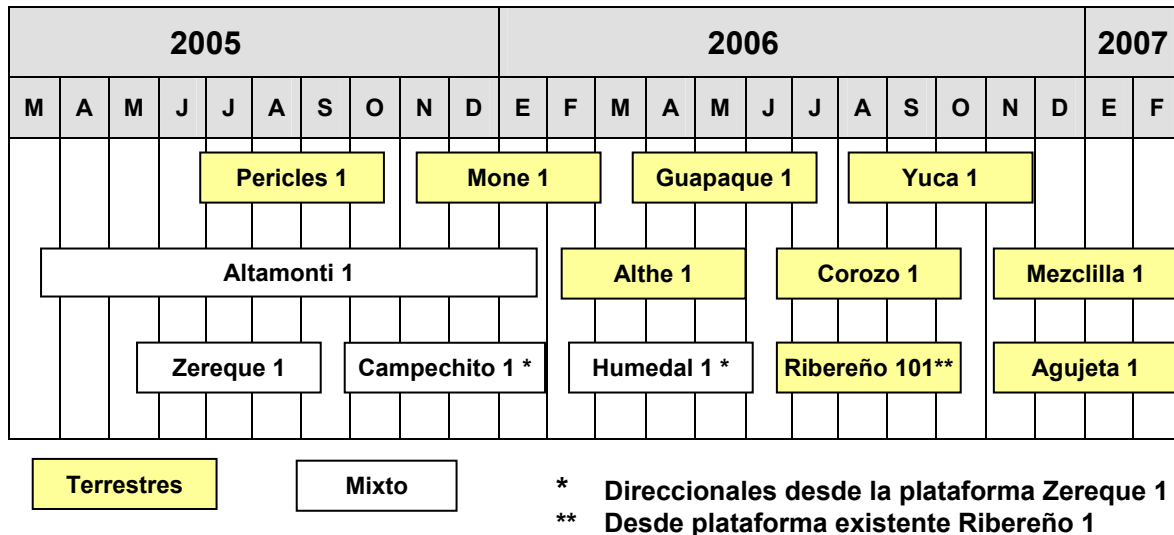 2005 2006 2007
M A M J J A S O N D E F M A M J J A S O N D E F
Pericles 1 Mone 1 Guapaque 1 Yuca 1
Altamonti 1 Althe 1 Corozo 1 Mezclilla 1
Zereque 1 Campechito 1 * Humedal 1 * Ribereño 101** Agujeta 1
Terrestres Mixto * Direccionales desde la plataforma Zereque 1
** Desde plataforma existente Ribereño 1